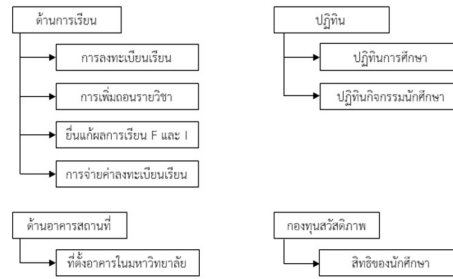 ด้านการเรียน
การลงทะเบียนเรียน
การเพิ่มถอนรายวิชา
ยื่นแก้ผลการเรียน F และ I
การจ่ายค่าลงทะเบียนเรียน
ปฏิทิน
ปฏิทินการศึกษา
ปฏิทินกิจกรรมนักศึกษา
ด้านอาคารสถานที่
ที่ตั้งอาคารในมหาวิทยาลัย
กองทุนสวัสดิภาพ
สิทธิของนักศึกษา